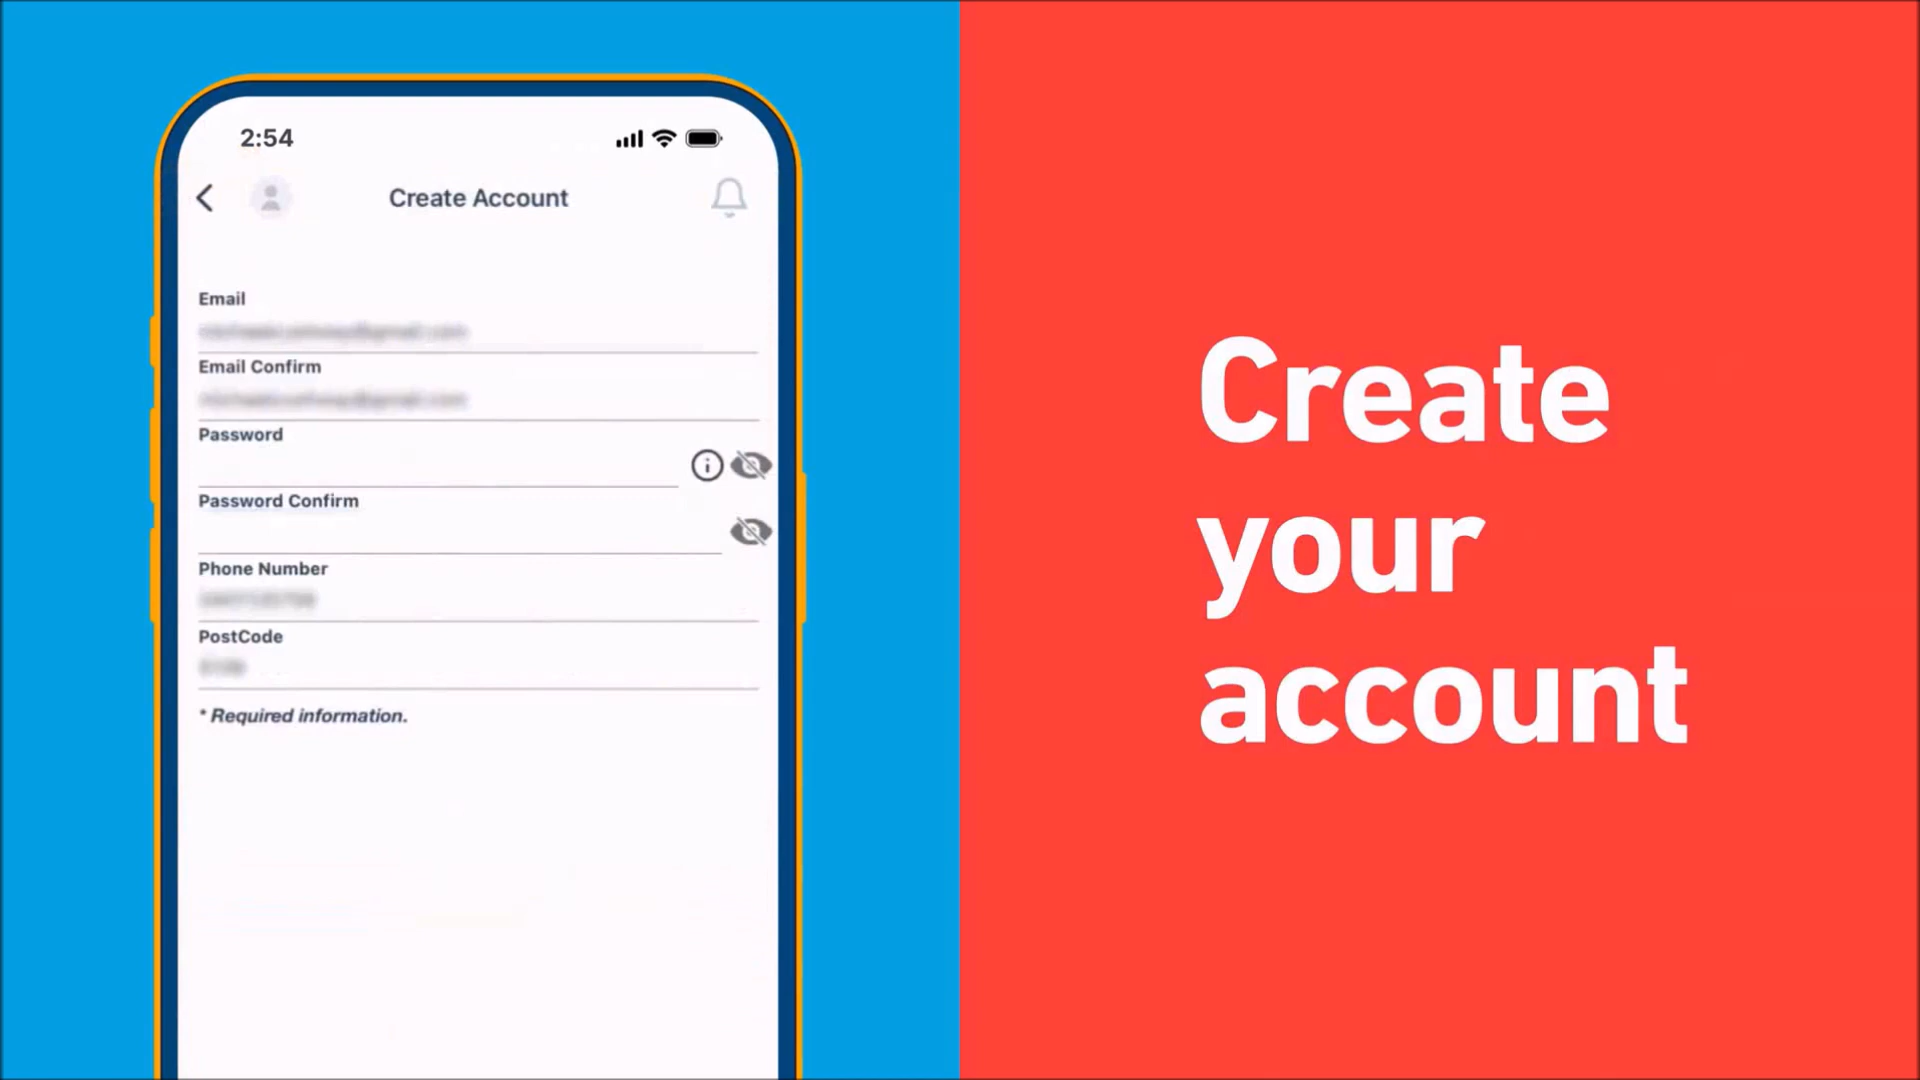 2:54
Create Account
Email
Email Confirm
Password
Password Confirm
Phone Number
PostCode
* Required information.
Create
your
account